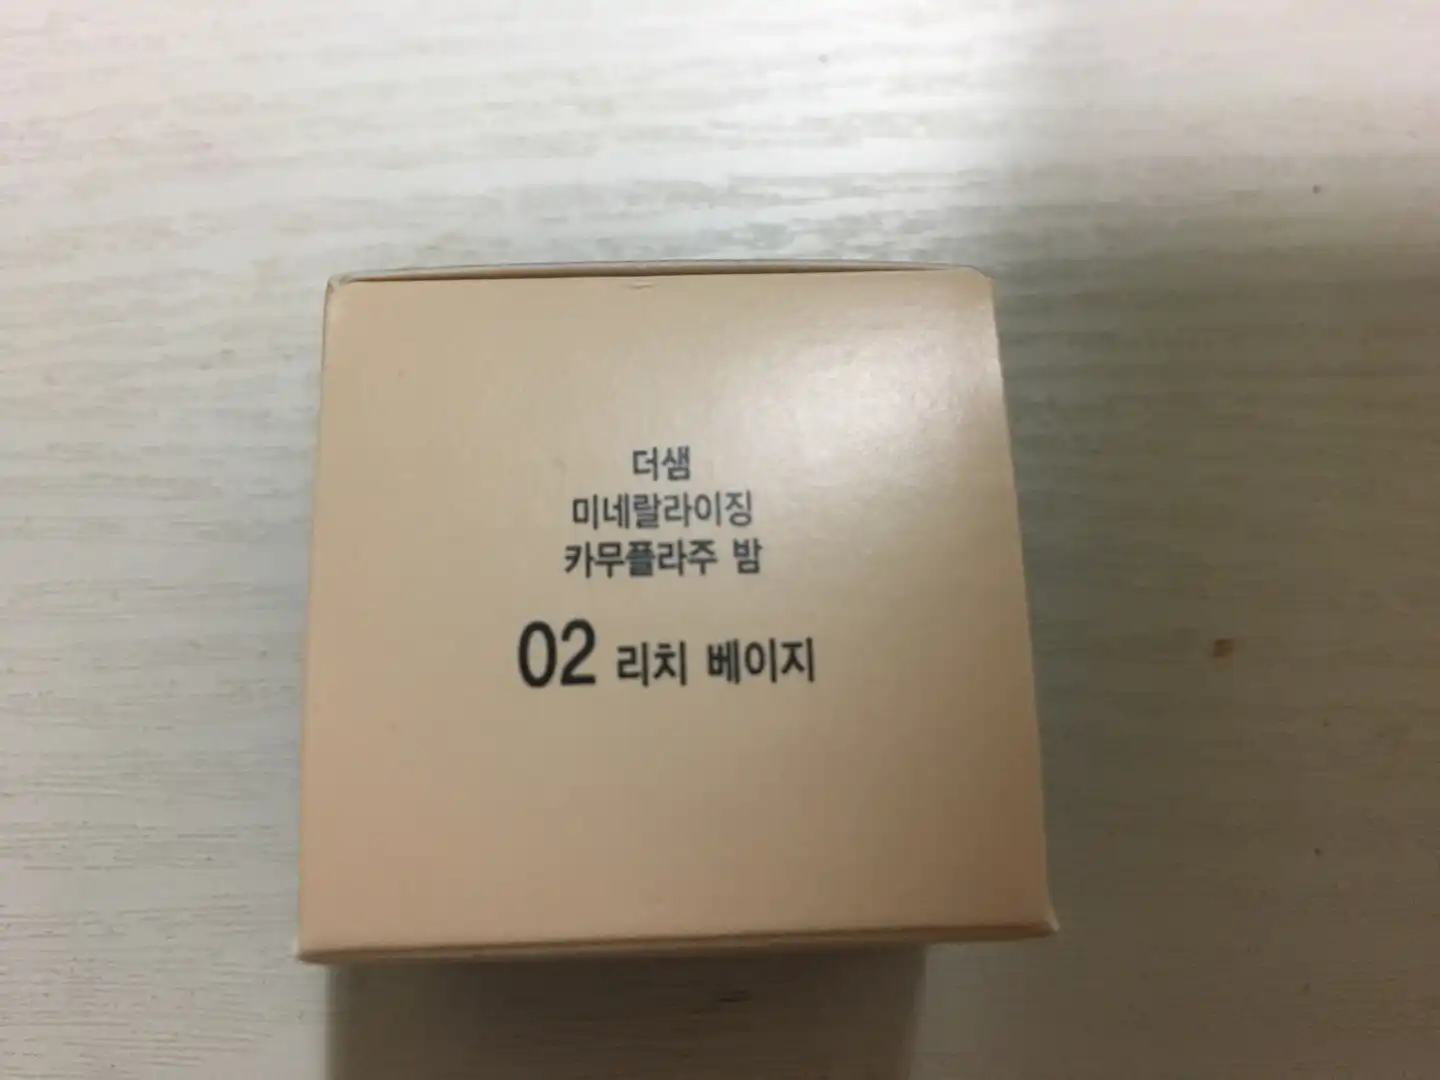 더샘
미네랄라이징
카무플라주 밤
02 리치 베이지